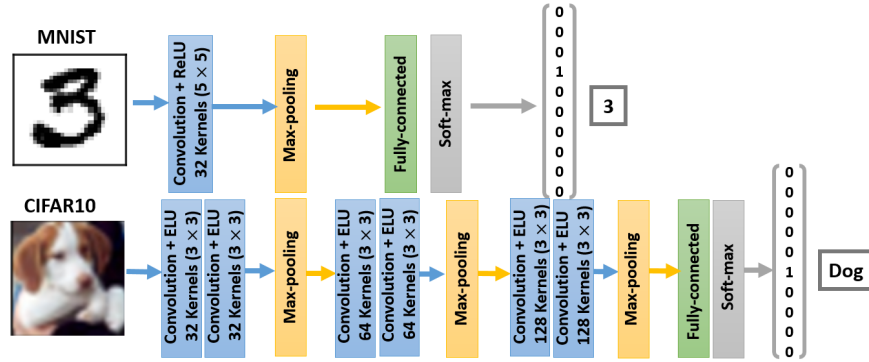 MNIST
3
Convolution + ReLU
32 Kernels (5 × 5)
Max-pooling
Fully-connected
Soft-max
0
0
0
1
0
0
0
0
0
0
3
CIFAR10
Convolution + ELU
32 Kernels (3 × 3)
Convolution + ELU
32 Kernels (3 × 3)
Max-pooling
Convolution + ELU
64 Kernels (3 × 3)
Convolution + ELU
64 Kernels (3 × 3)
Max-pooling
Convolution + ELU
128 Kernels (3 × 3)
Convolution + ELU
128 Kernels (3 × 3)
Max-pooling
Fully-connected
Soft-max
0
0
0
0
0
1
0
0
0
0
Dog